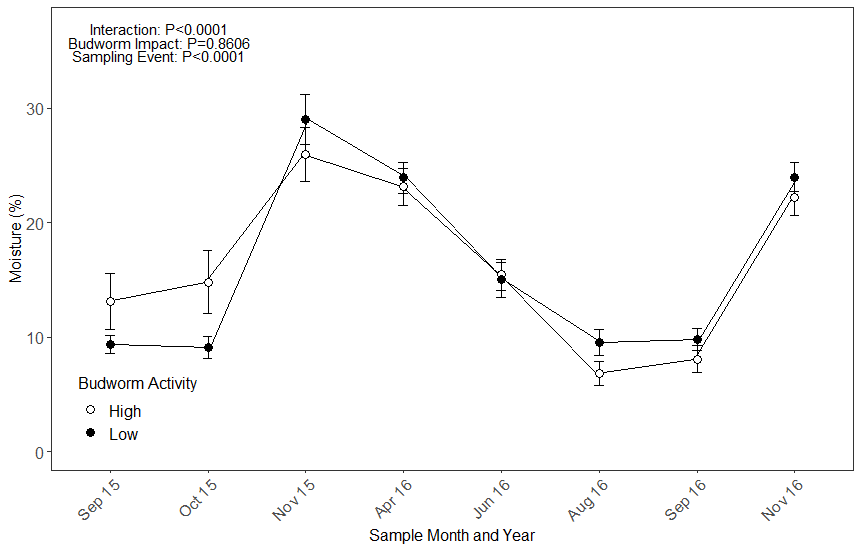 Interaction: P<0.0001
Budworm Impact: P=0.8606
Sampling Event: P<0.0001
Moisture (%)
30
20
10
0
Budworm Activity
High
Low
Sep 15
Oct 15
Nov 15
Apr 16
Jun 16
Aug 16
Sep 16
Nov 16
Sample Month and Year